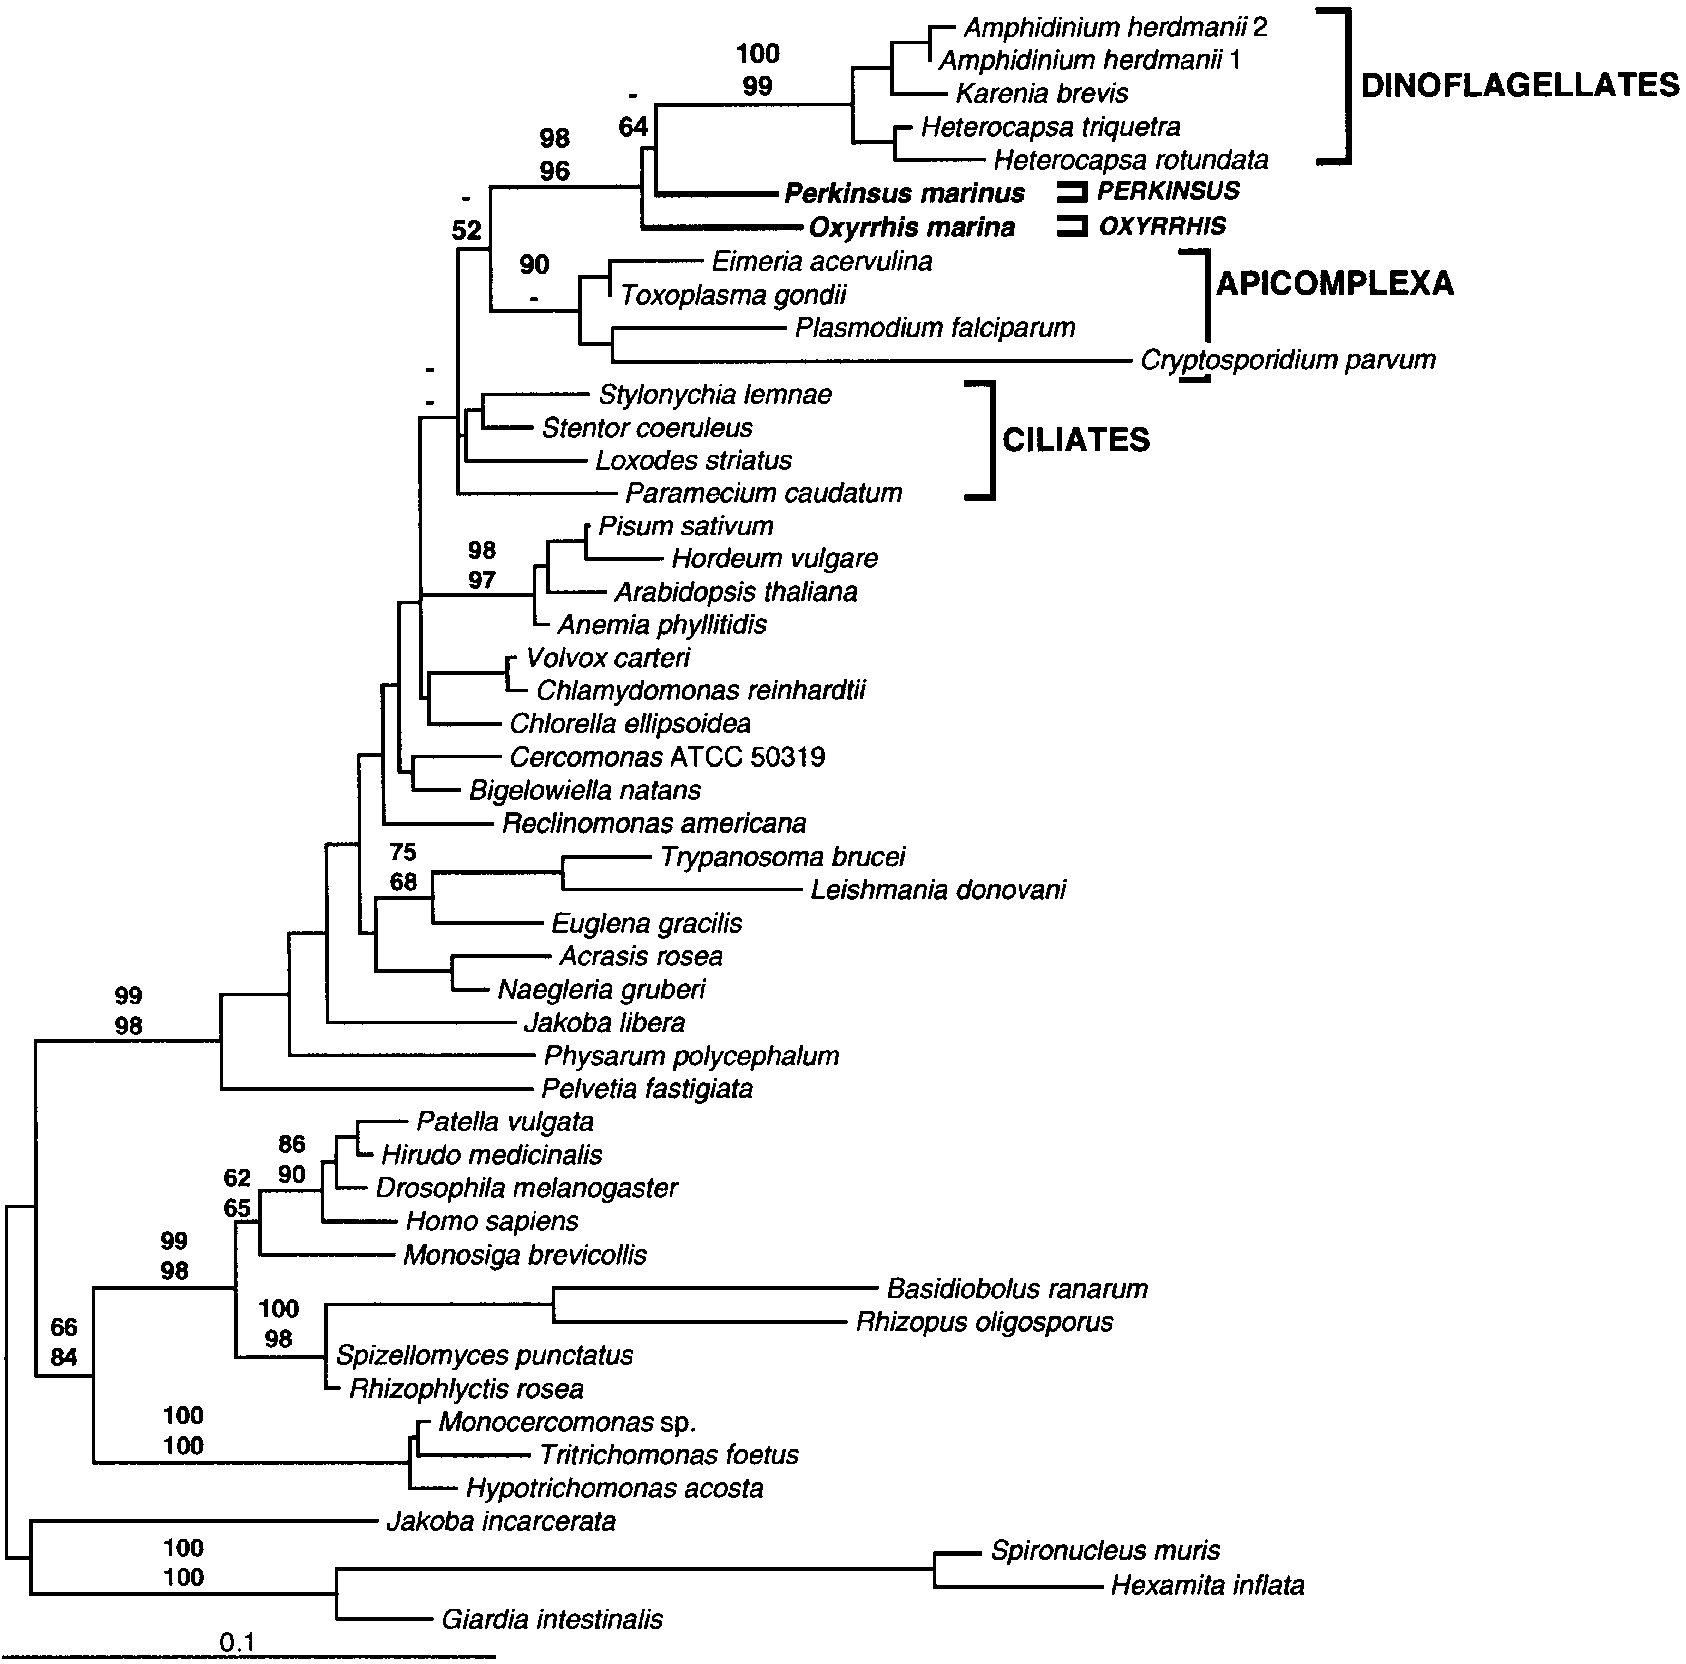 Amphidinium herdmanii 2
100
Amphidinium herdmanii 1
DINOFLAGELLATES
99
Karenia brevis
-
64
Heterocapsa triquetra
98
Heterocapsa rotundata
96
Perkinsus marinus PERKINSUS
-
52
Oxyrrhis marina OXYRRHIS
90
Eimeria acervulina
APICOMPLEXA
-
Toxoplasma gondii
Plasmodium falciparum
Cryptosporidium parvum
-
-
Stylonychia lemnae
Stentor coeruleus
CILIATES
Loxodes striatus
Paramecium caudatum
Pisum sativum
98
Hordeum vulgare
97
Arabidopsis thaliana
Anemia phyllitidis
Volvox carteri
Chlamydomonas reinhardtii
Chlorella ellipsoidea
Cercomonas ATCC 50319
Bigelowiella natans
Reclinomonas americana
75
Trypanosoma brucei
68
Leishmania donovani
Euglena gracilis
Acrasis rosea
Naegleria gruberi
99
98
Jakoba libera
Physarum polycephalum
Pelvetia fastigiata
Patella vulgata
86
Hirudo medicinalis
62
90
Drosophila melanogaster
65
Homo sapiens
99
Monosiga brevicollis
98
Basidiobolus ranarum
100
Rhizopus oligosporus
66
98
84
Spizellomyces punctatus
Rhizophlyctis rosea
100
Monocercomonas sp.
100
Tritrichomonas foetus
Hypotrichomonas acosta
Jakoba incarcerata
100
Spironucleus muris
100
Hexamita inflata
Giardia intestinalis
0.1